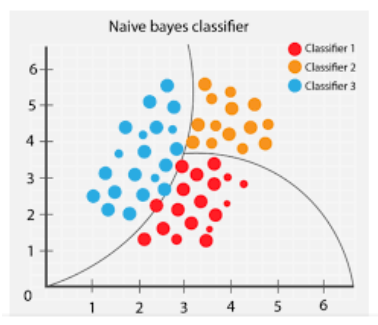 Naive bayes classifier
Classifier 1
Classifier 2
Classifier 3
6
5
4
3
2
1
0
1 2 3 4 5 6